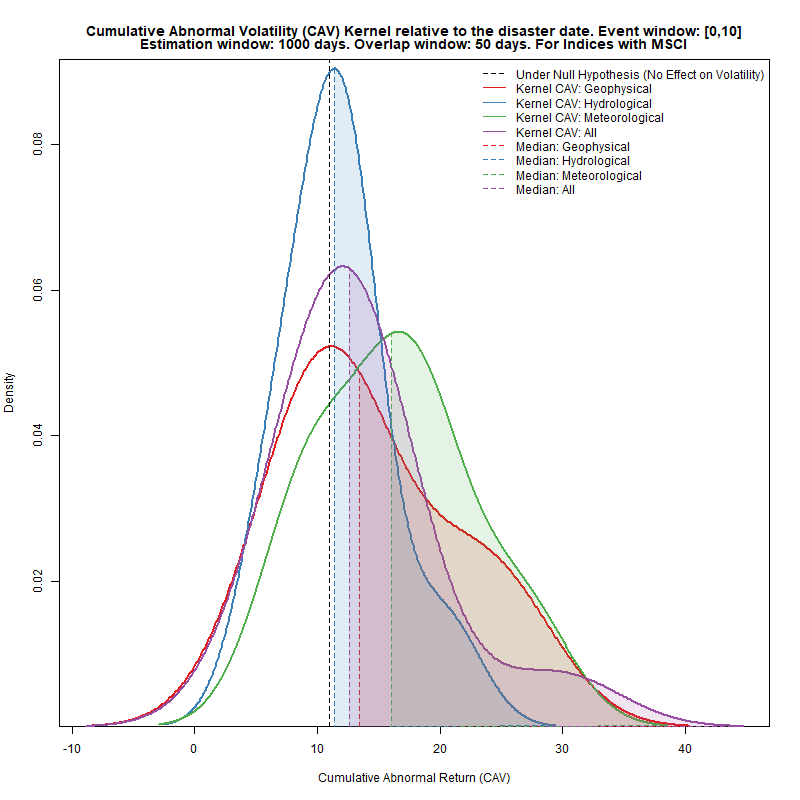 Cumulative Abnormal Volatility (CAV) Kernel relative to the disaster date. Event window: [0,10]
Estimation window: 1000 days. Overlap window: 50 days. For Indices with MSCI
Under Null Hypothesis (No Effect on Volatility)
Kernel CAV: Geophysical
Kernel CAV: Hydrological
Kernel CAV: Meteorological
Kernel CAV: All
Median: Geophysical
Median: Hydrological
Median: Meteorological
Median: All
0.08
0.06
0.04
0.02
Density
-10 0 10 20 30 40
Cumulative Abnormal Return (CAV)